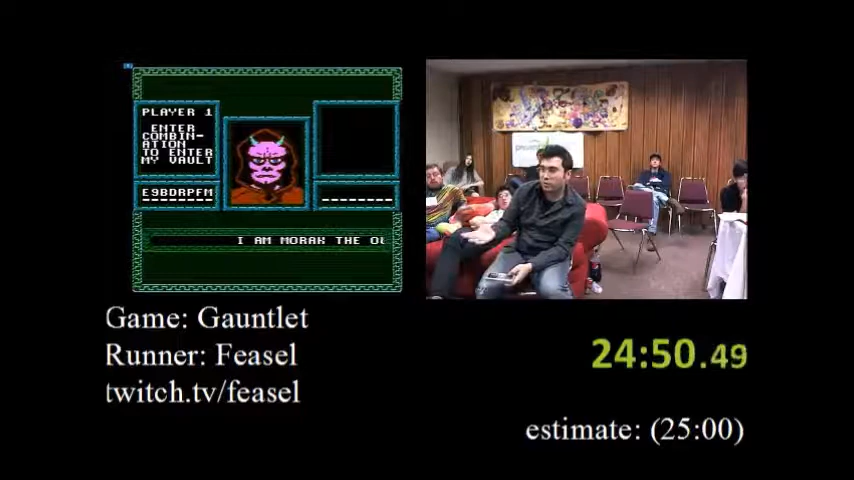 PLAYER 1
ENTER
COMBIN-
ATION
TO ENTER
MY VAULT
E9BDRPFM
I AM MORAK THE
Game: Gauntlet
Runner: Feasel
twitch.tv/feasel
24:50.49
estimate: (25:00)